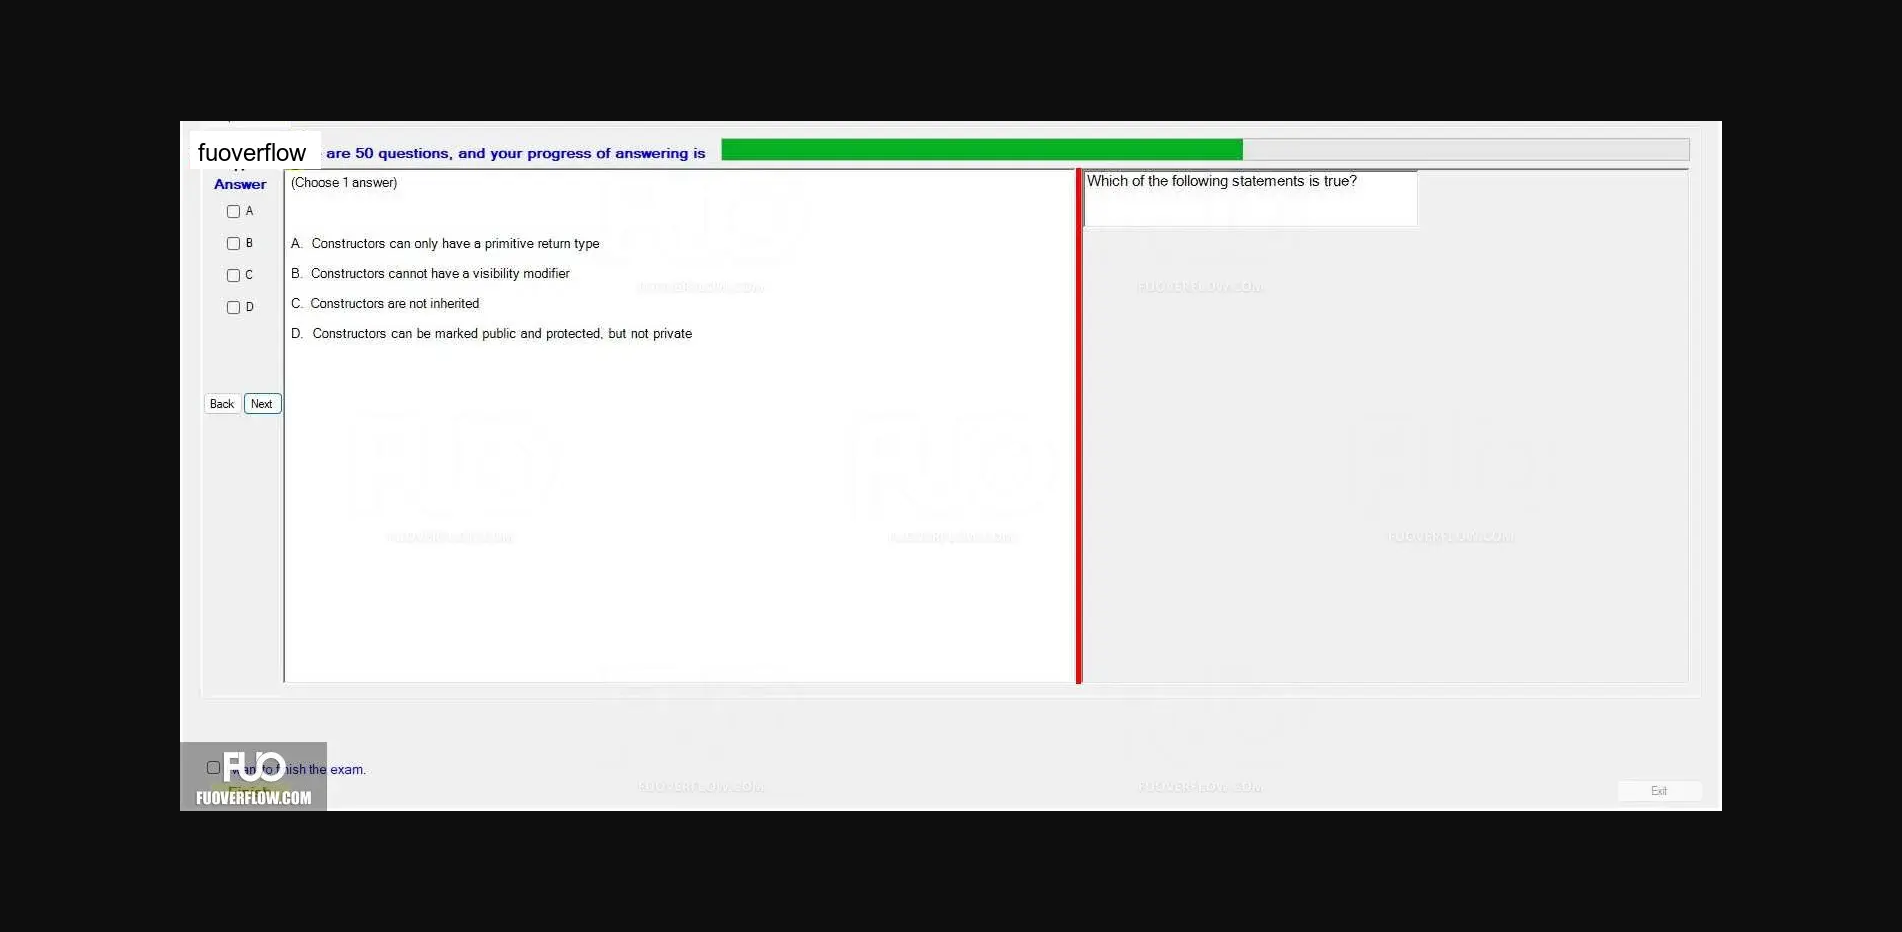 fuoverflow are 50 questions, and your progress of answering is
Answer
A
B
C
D
Back Next
(Choose 1 answer)
A. Constructors can only have a primitive return type
B. Constructors cannot have a visibility modifier
C. Constructors are not inherited
D. Constructors can be marked public and protected, but not private
Which of the following statements is true?
FUOVERFLOW.COM
FUOVERFLOW.COM
FUOVERFLOW.COM
FUOVERFLOW.COM
FUOVERFLOW.COM
want to finish the exam.
Finish
FUO
FUOVERFLOW.COM
FUOVERFLOW.COM
FUOVERFLOW.COM
Exit